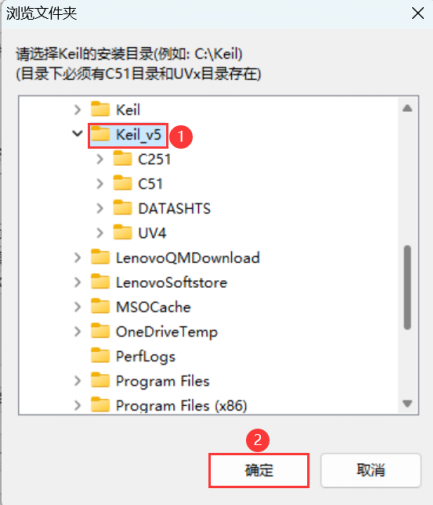 浏览文件夹
请选择Keil的安装目录(例如: C:\Keil)
(目录下必须有C51目录和UVx目录存在)
Keil
Keil_v5
1
C251
C51
DATASHTS
UV4
LenovoQMDownload
LenovoSoftstore
MSOCache
OneDriveTemp
PerfLogs
Program Files
Program Files (x86)
2
确定
取消